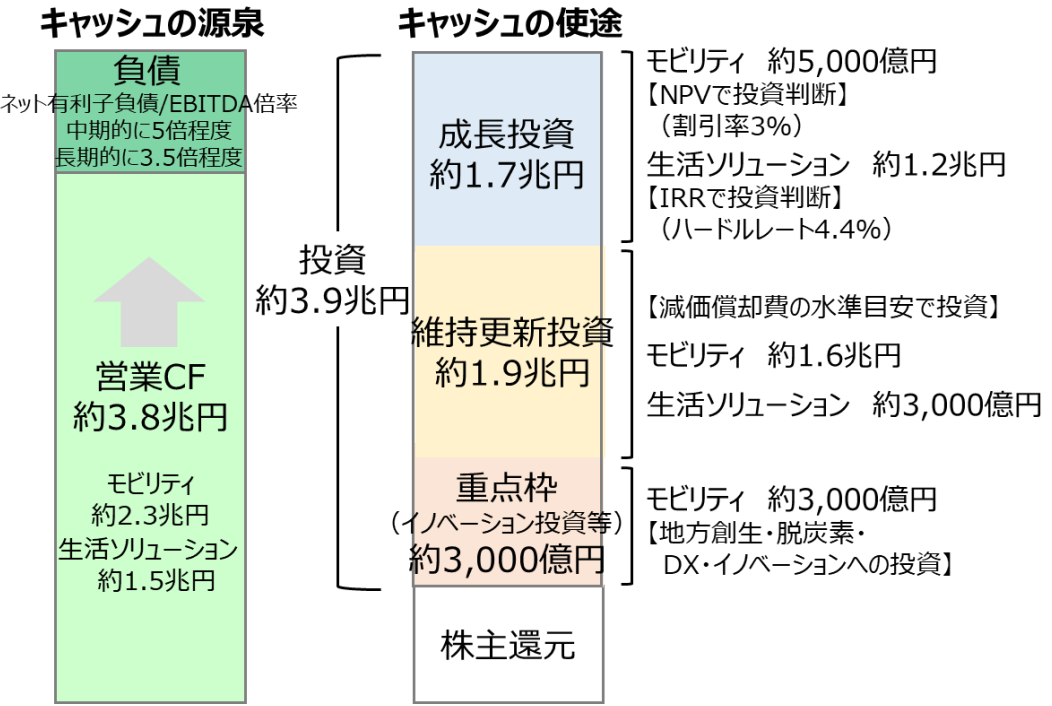 キャッシュの源泉
負債
ネット有利子負債/EBITDA倍率
中期的に5倍程度
長期的に3.5倍程度
営業CF
約3.8兆円
モビリティ
約2.3兆円
生活ソリューション
約1.5兆円
キャッシュの使途
投資
約3.9兆円
成長投資
約1.7兆円
モビリティ 約5,000億円
【NPVで投資判断】
（割引率3%）
生活ソリューション 約1.2兆円
【IRRで投資判断】
（ハードルレート4.4%）
維持更新投資
約1.9兆円
【減価償却費の水準目安で投資】
モビリティ 約1.6兆円
生活ソリューション 約3,000億円
重点枠
（イノベーション投資等）
約3,000億円
モビリティ 約3,000億円
【地方創生・脱炭素・
DX・イノベーションへの投資】
株主還元